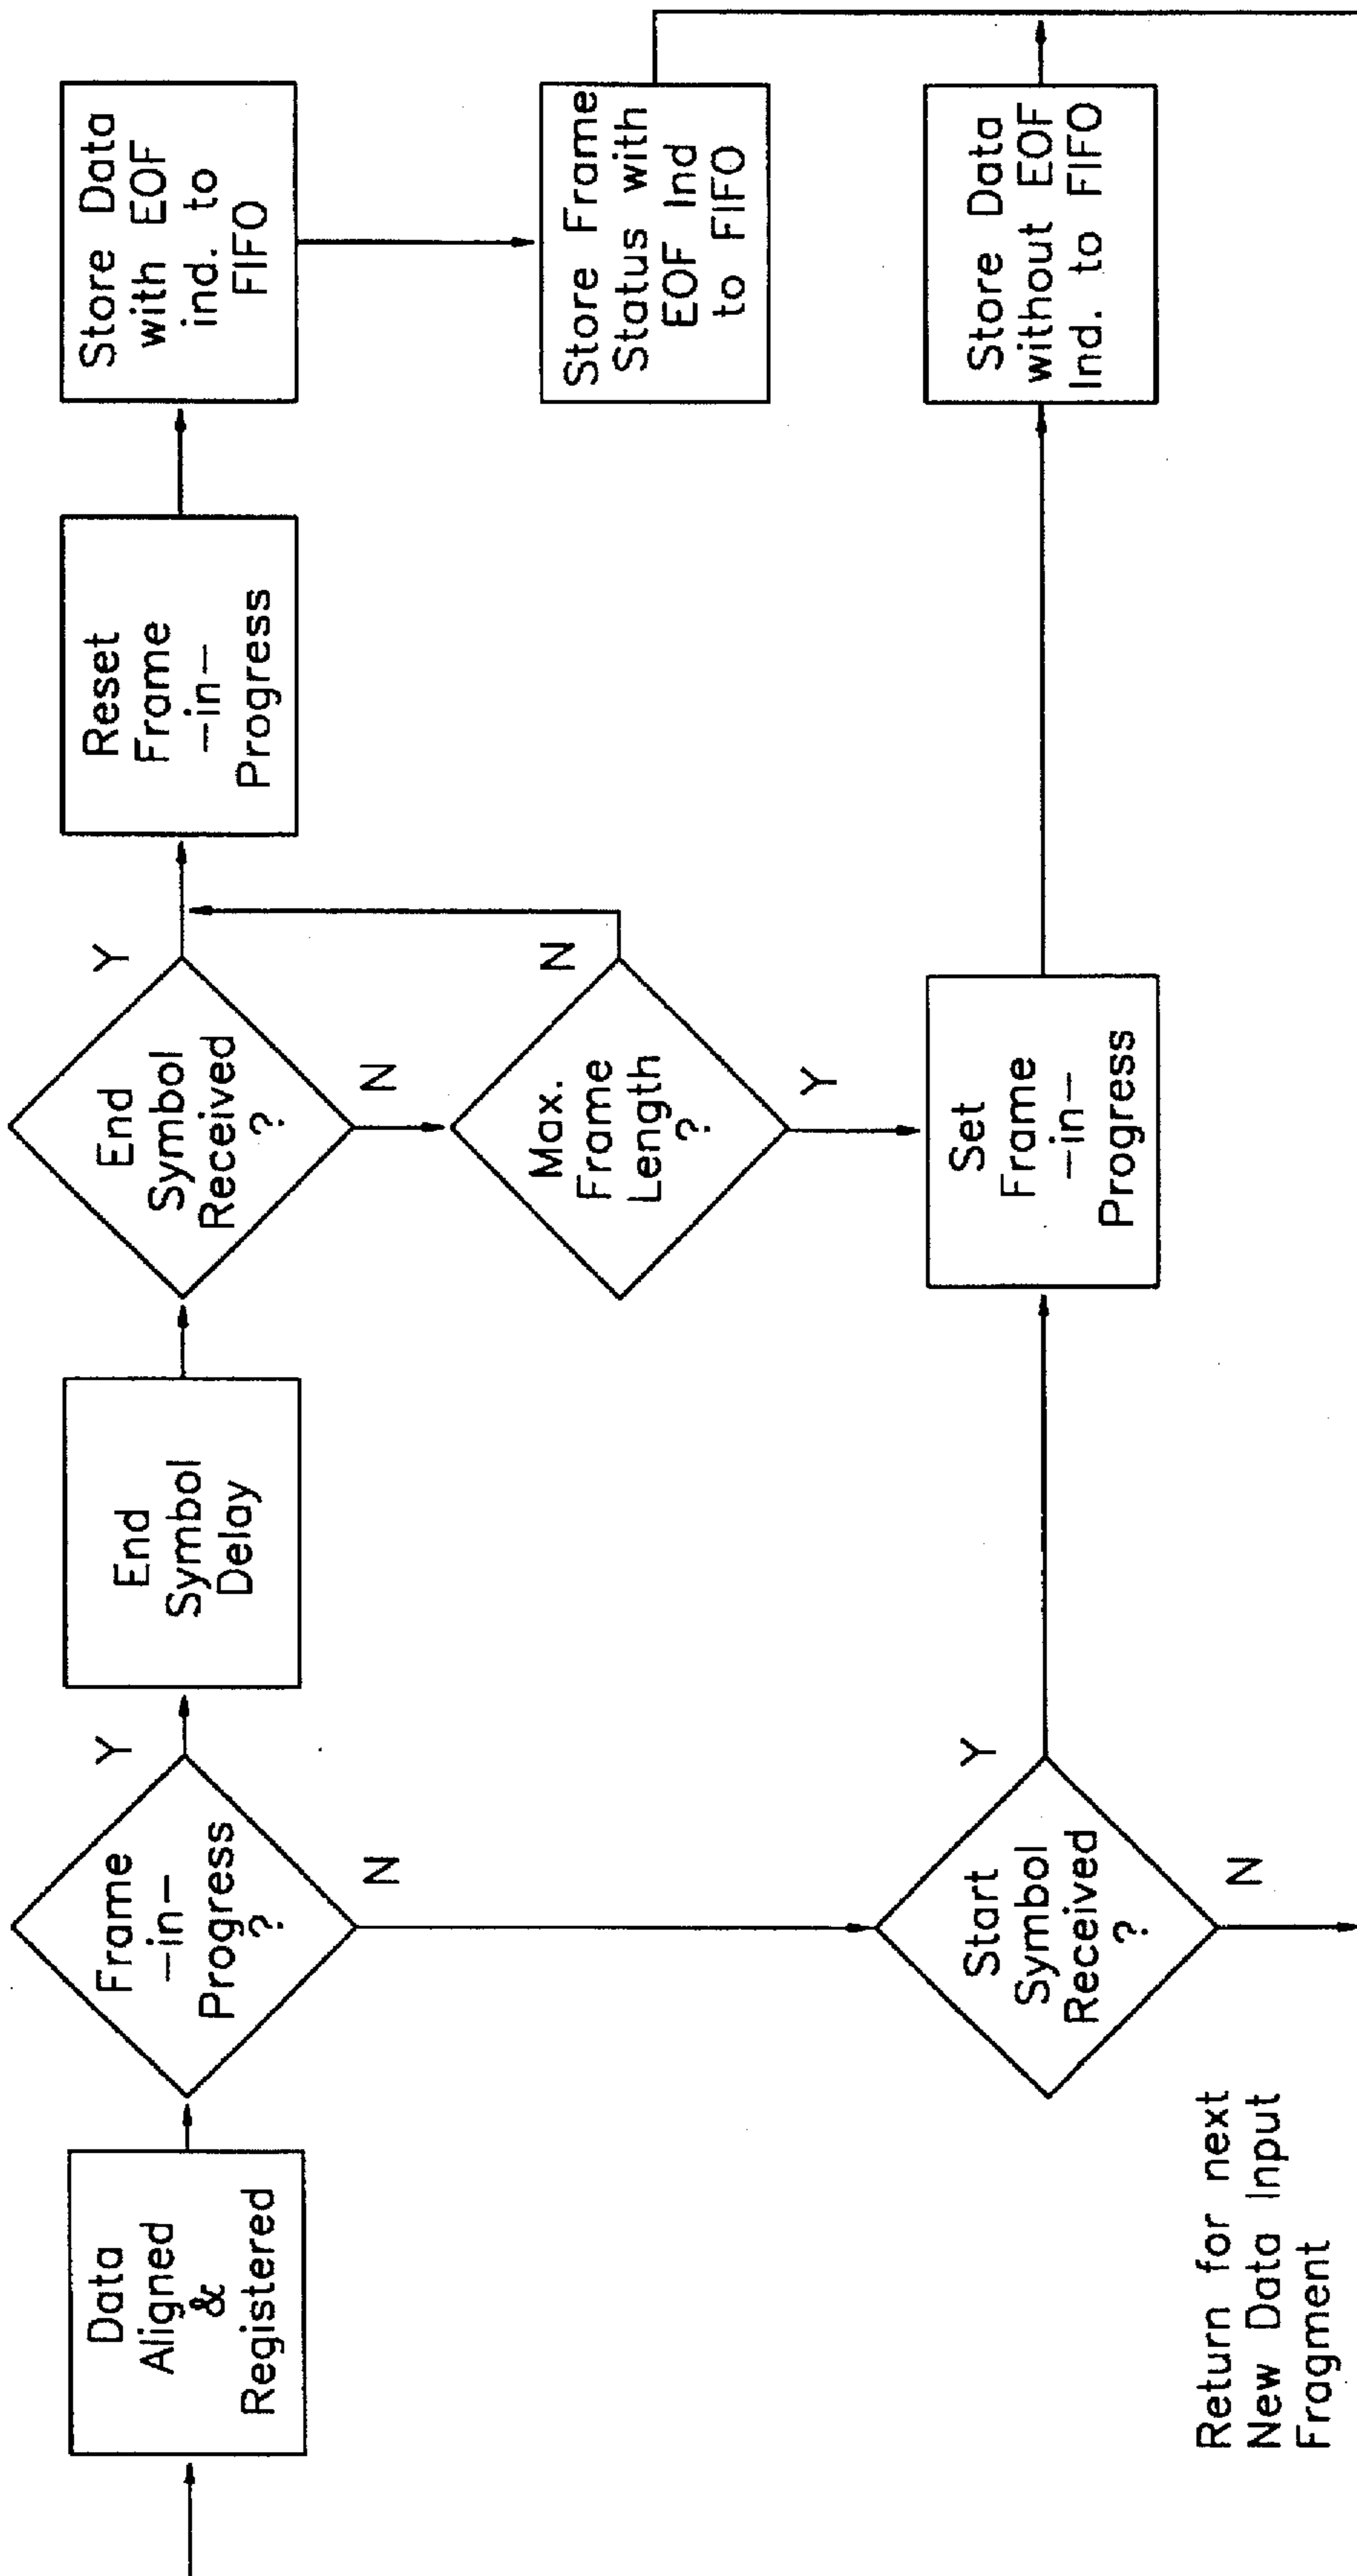 Data
Aligned
&
Registered
Frame
-in-
Progress
?
Y
N
End
Symbol
Delay
End
Symbol
Received
?
Y
N
Reset
Frame
-in-
Progress
Store Data
with EOF
ind. to
FIFO
Max.
Frame
Length
?
N
Y
Store Frame
Status with
EOF Ind
to FIFO
Start
Symbol
Received
?
Y
N
Set
Frame
-in-
Progress
Store Data
without EOF
Ind. to FIFO
Return for next
New Data Input
Fragment